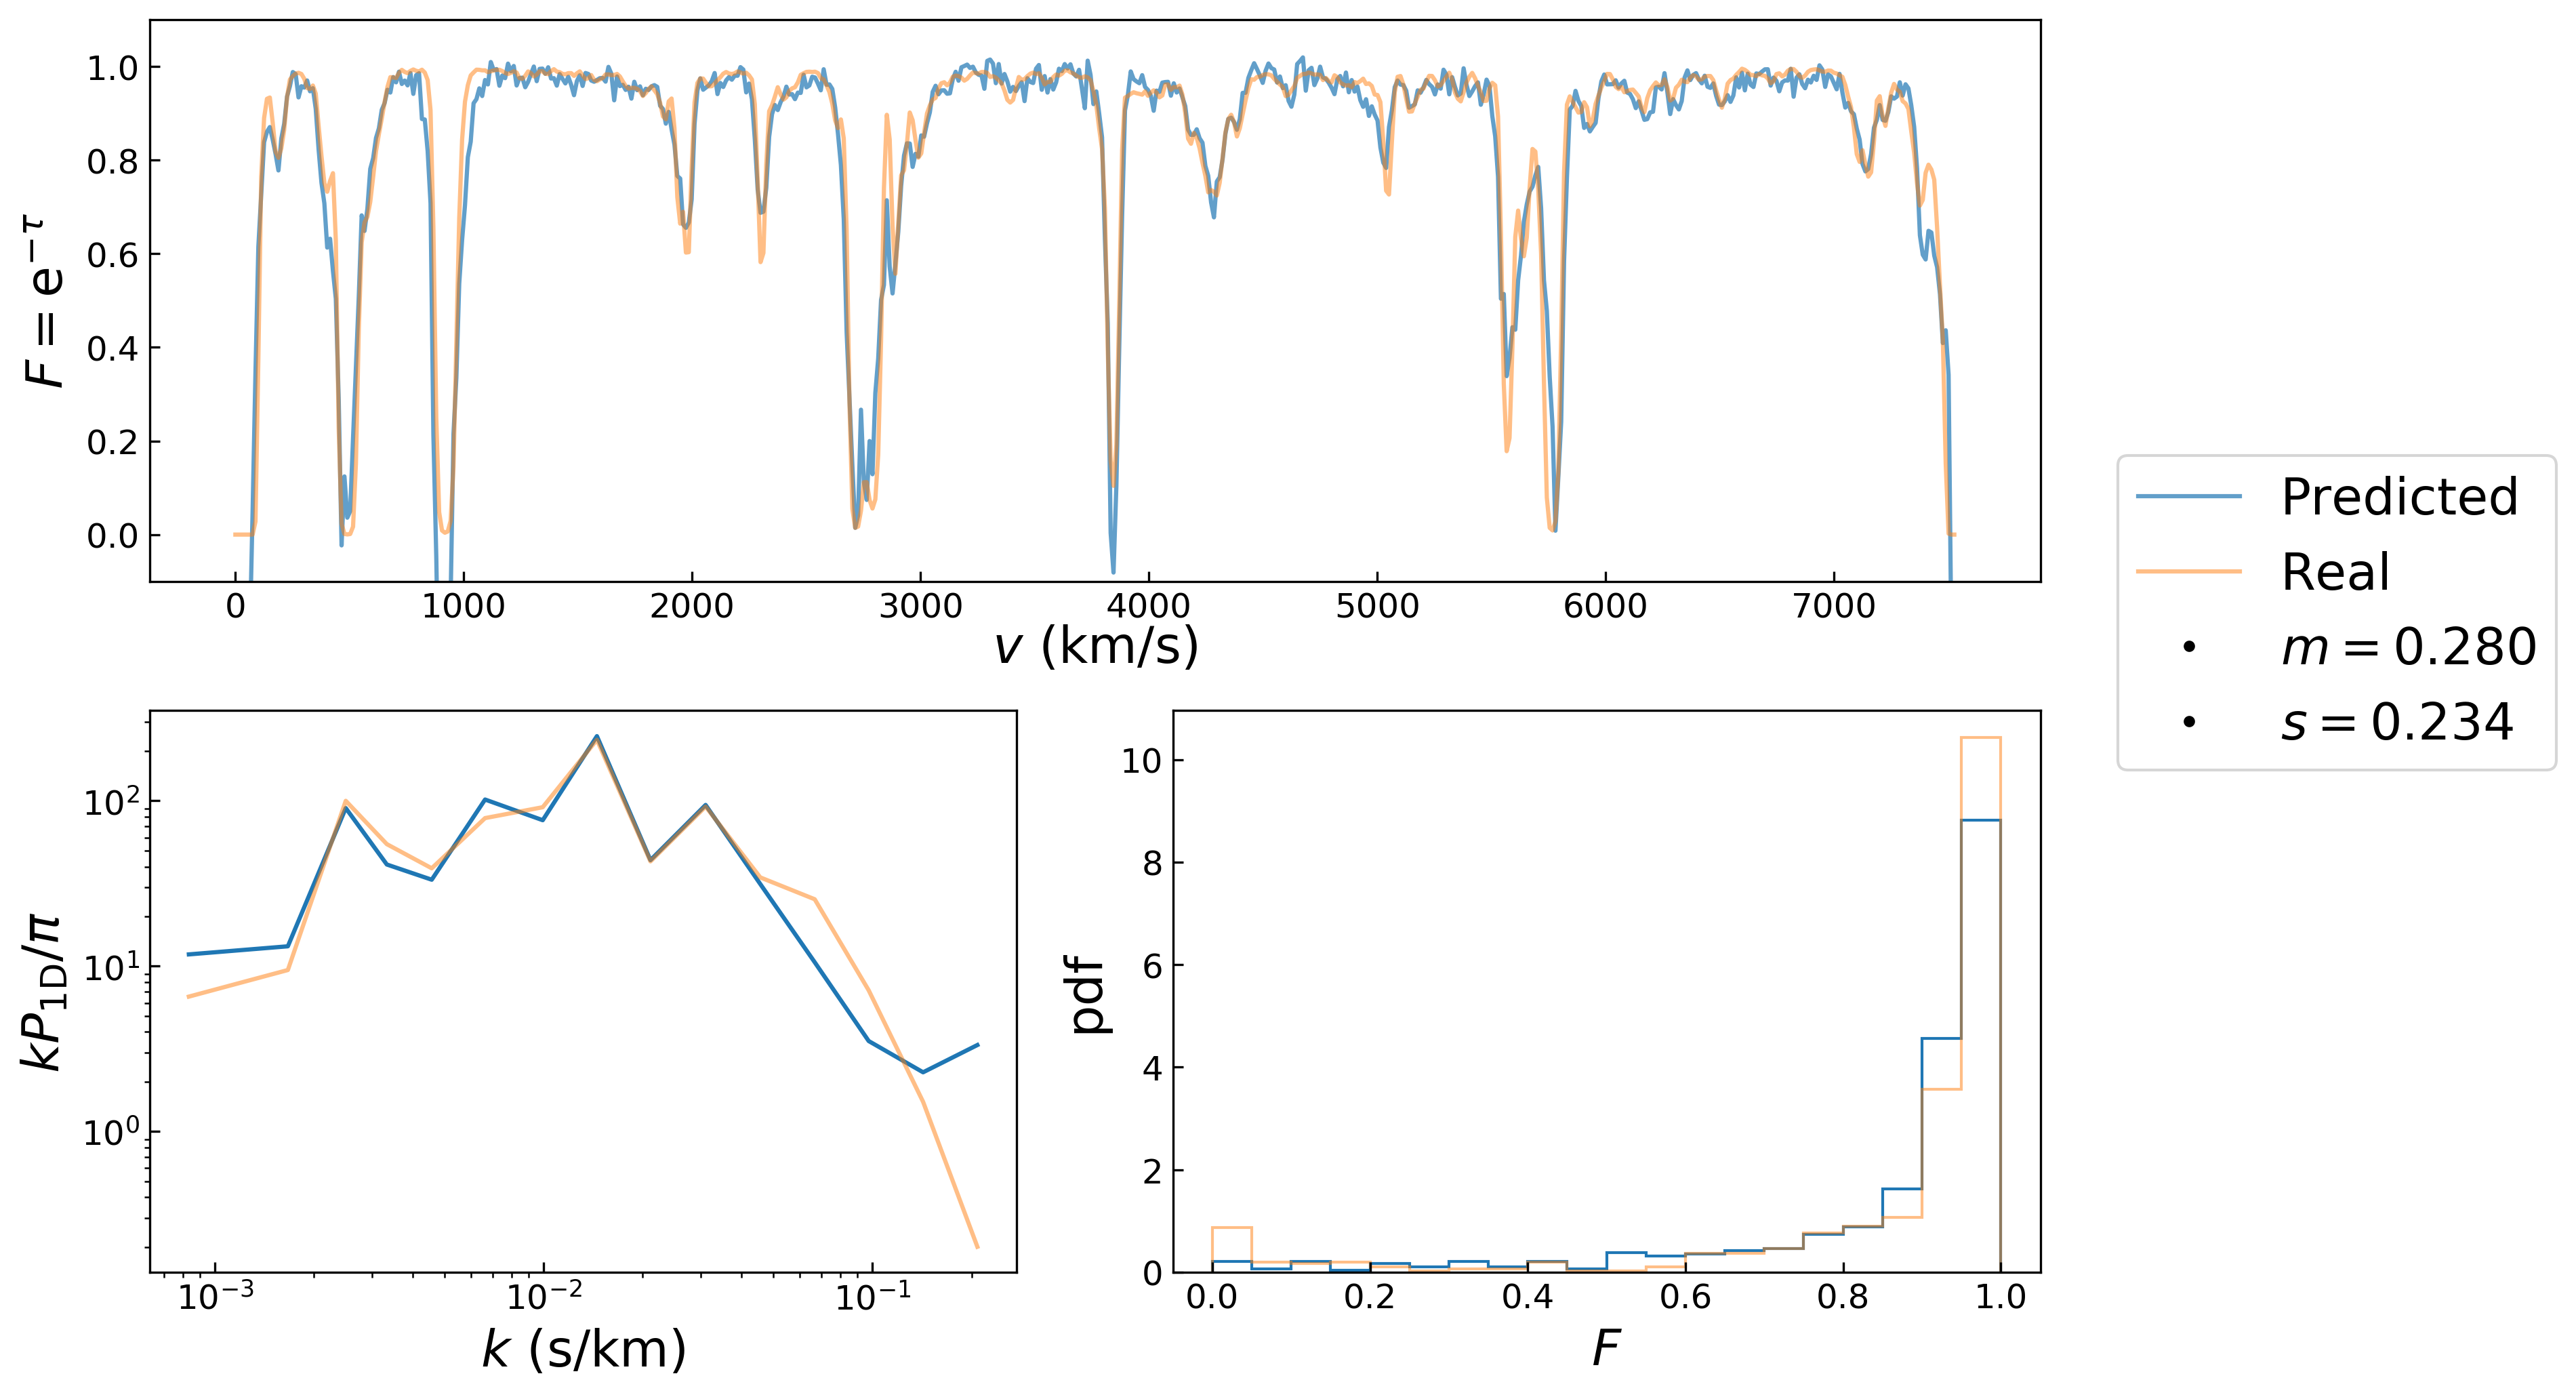 1.0
0.8
0.6
0.4
0.2
0.0
F = e^{−τ}
0 1000 2000 3000 4000 5000 6000 7000
v (km/s)
Predicted
Real
m = 0.280
s = 0.234
10^2
10^1
10^0
kP_{1D}/π
10^{−3} 10^{−2} 10^{−1}
k (s/km)
10
8
6
4
2
0
pdf
0.0 0.2 0.4 0.6 0.8 1.0
F